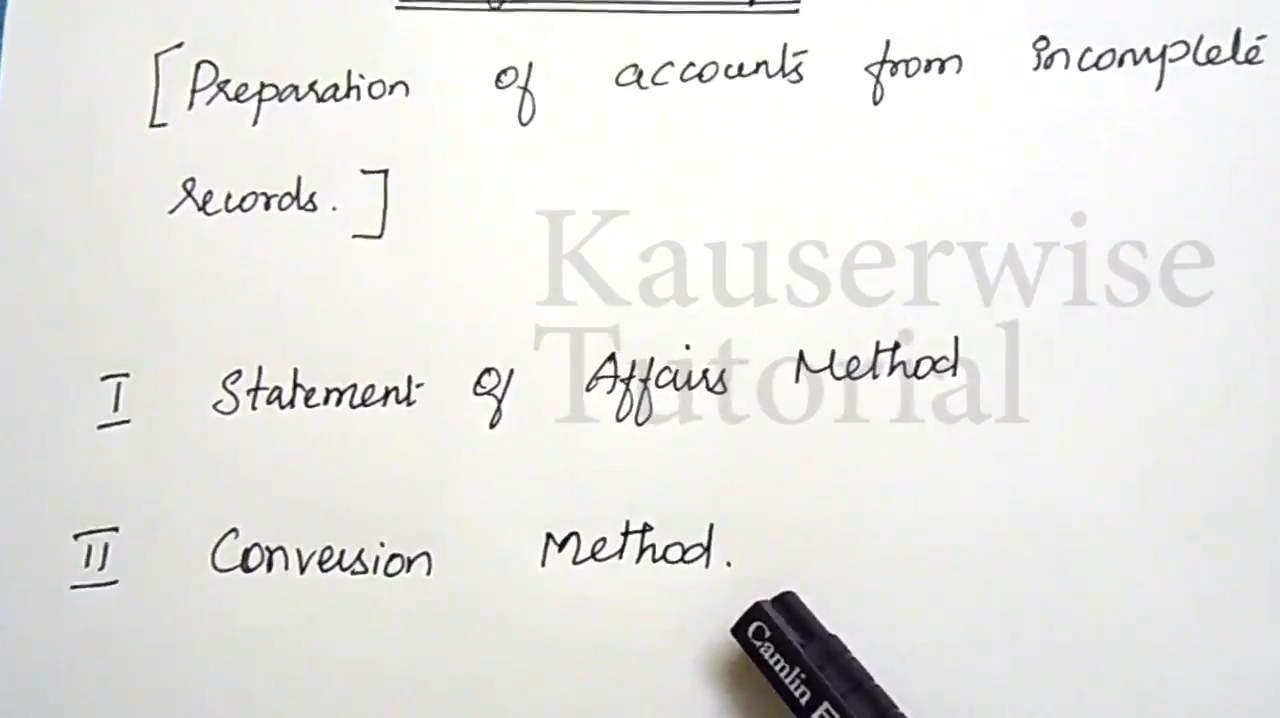 [Preparation of accounts from incomplete
records.]
Kauserwise
Tutorial
I Statement of Affairs Method
II Conversion Method.
Camlin